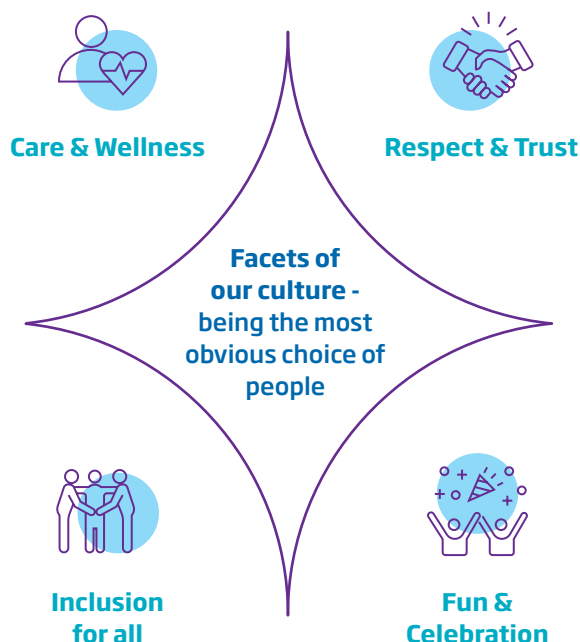 Care & Wellness
Respect & Trust
Facets of
our culture -
being the most
obvious choice of
people
Inclusion
for all
Fun &
Celebration